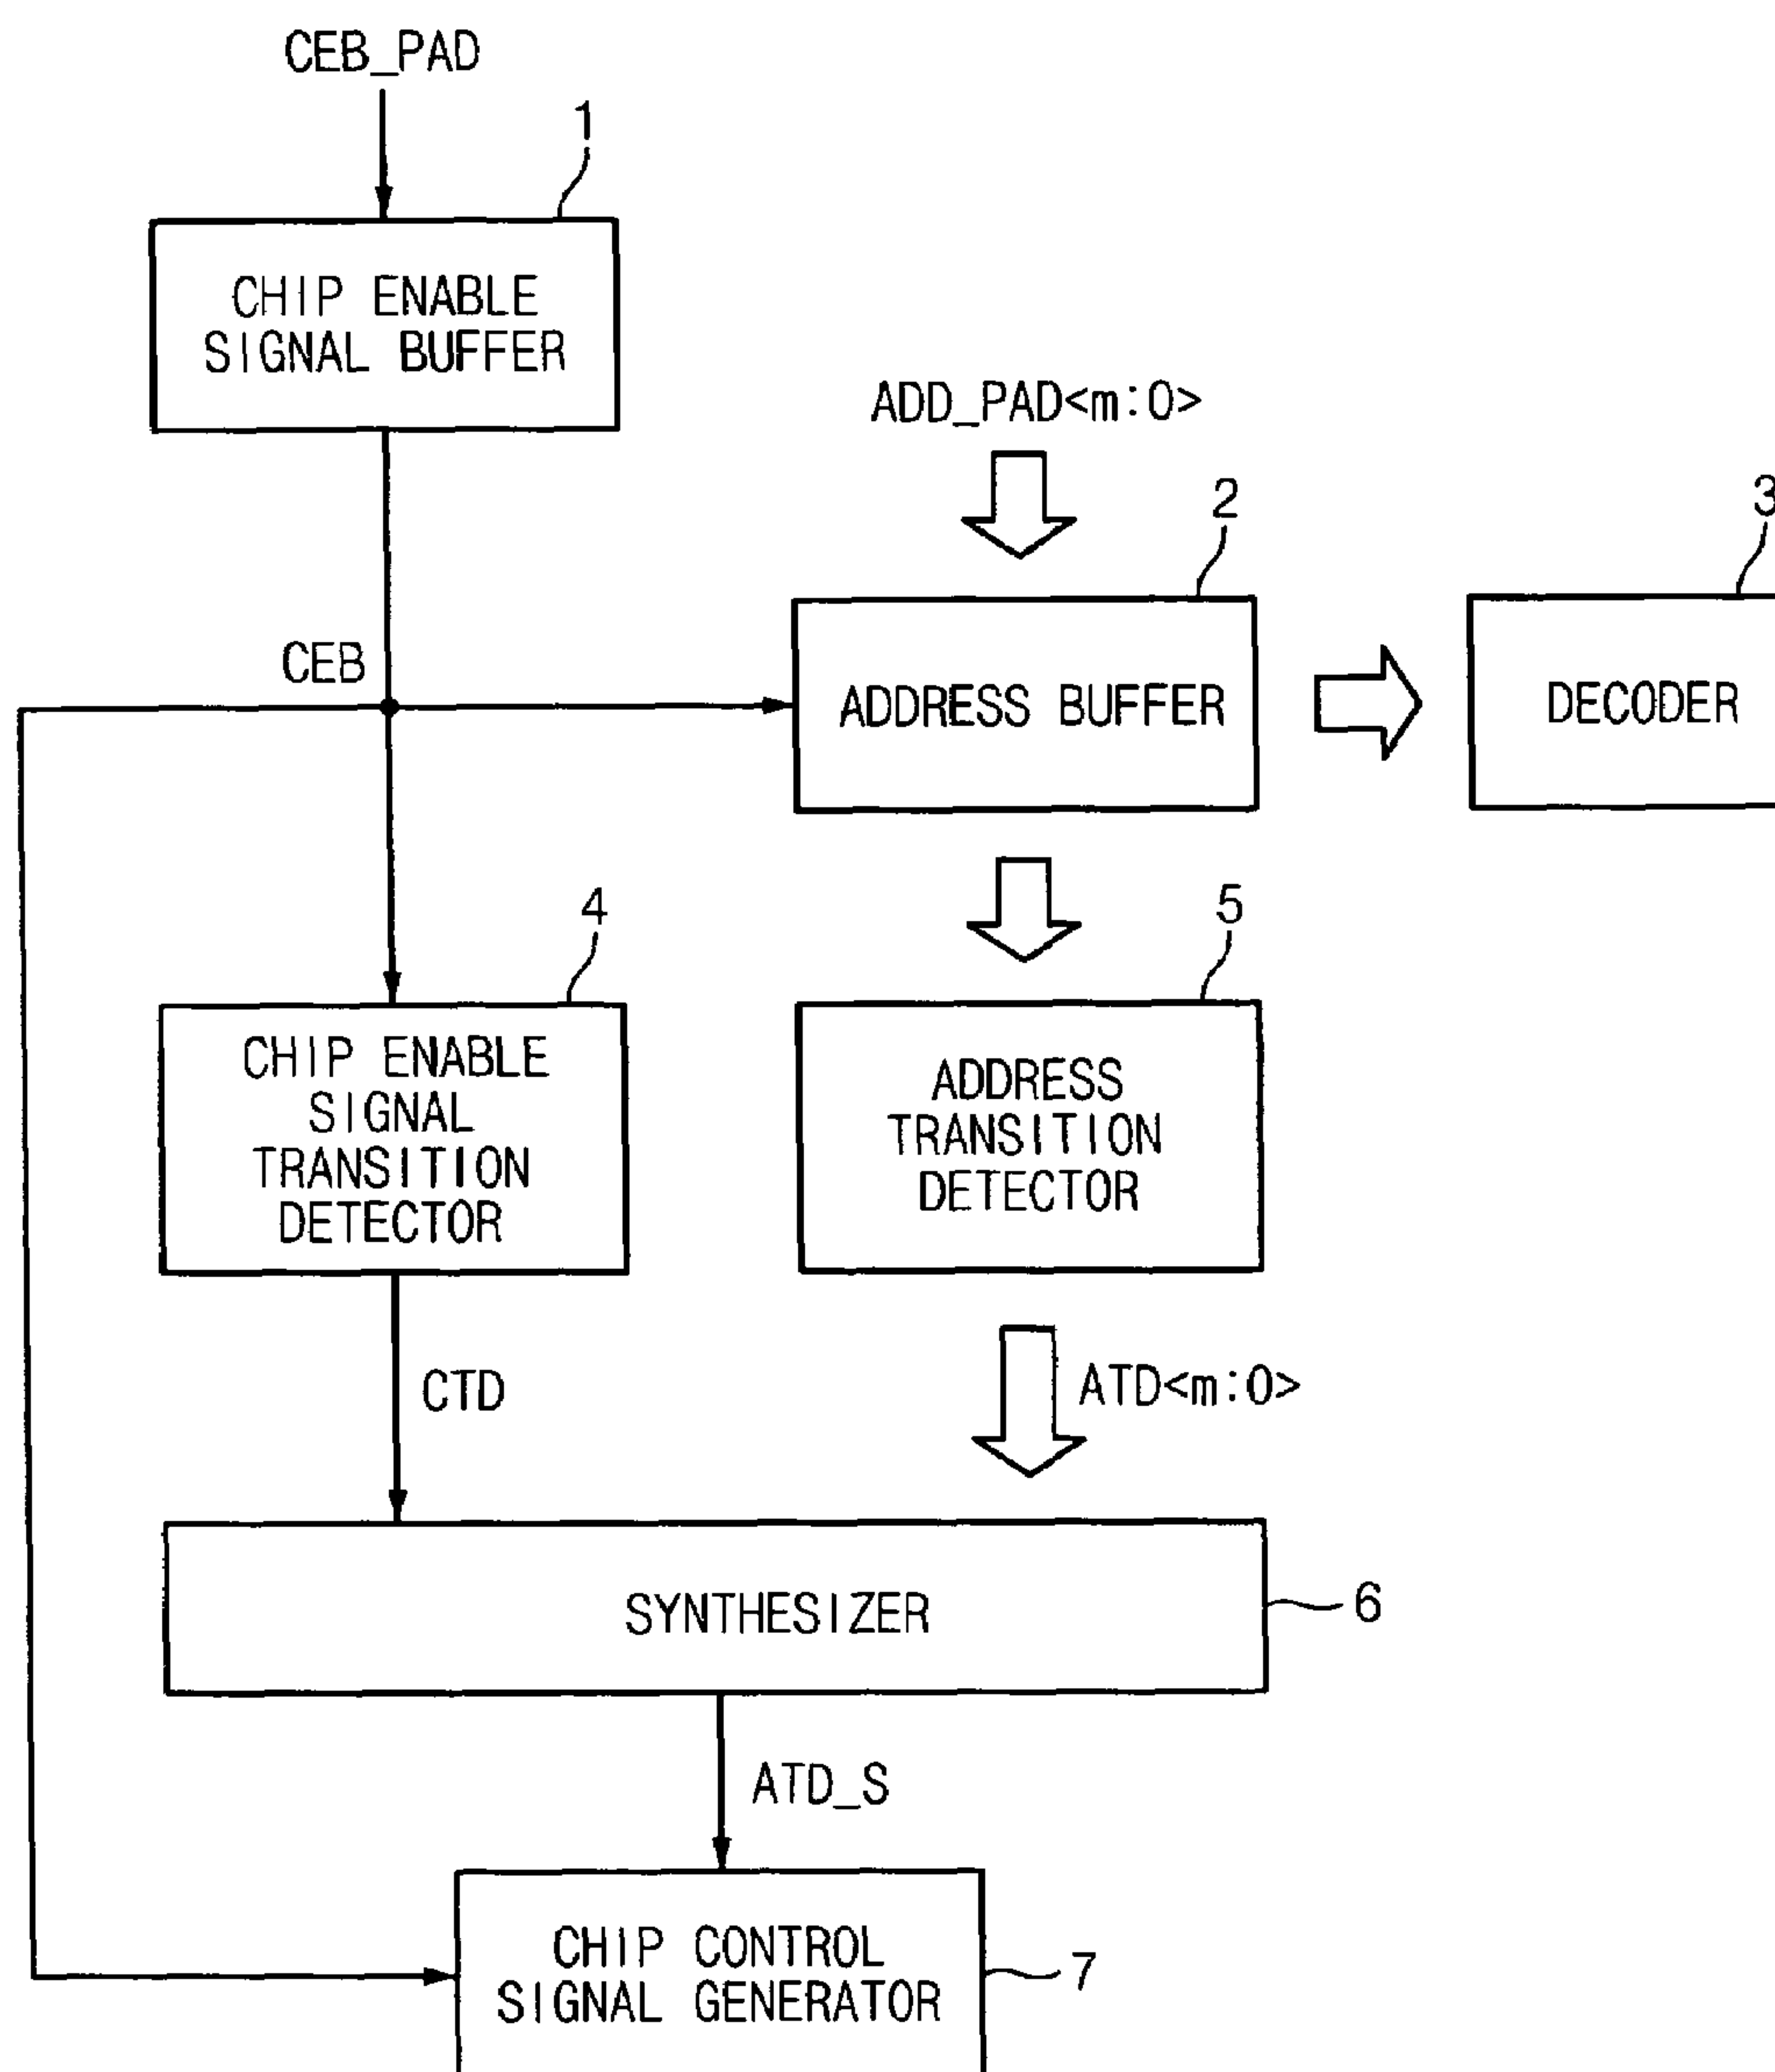 CEB_PAD
1
CHIP ENABLE
SIGNAL BUFFER
ADD_PAD<m:0>
2
3
CEB
ADDRESS BUFFER
DECODER
4
5
CHIP ENABLE
SIGNAL
TRANSITION
DETECTOR
ADDRESS
TRANSITION
DETECTOR
CTD
ATD<m:0>
SYNTHESIZER
6
ATD_S
CHIP CONTROL
SIGNAL GENERATOR
7